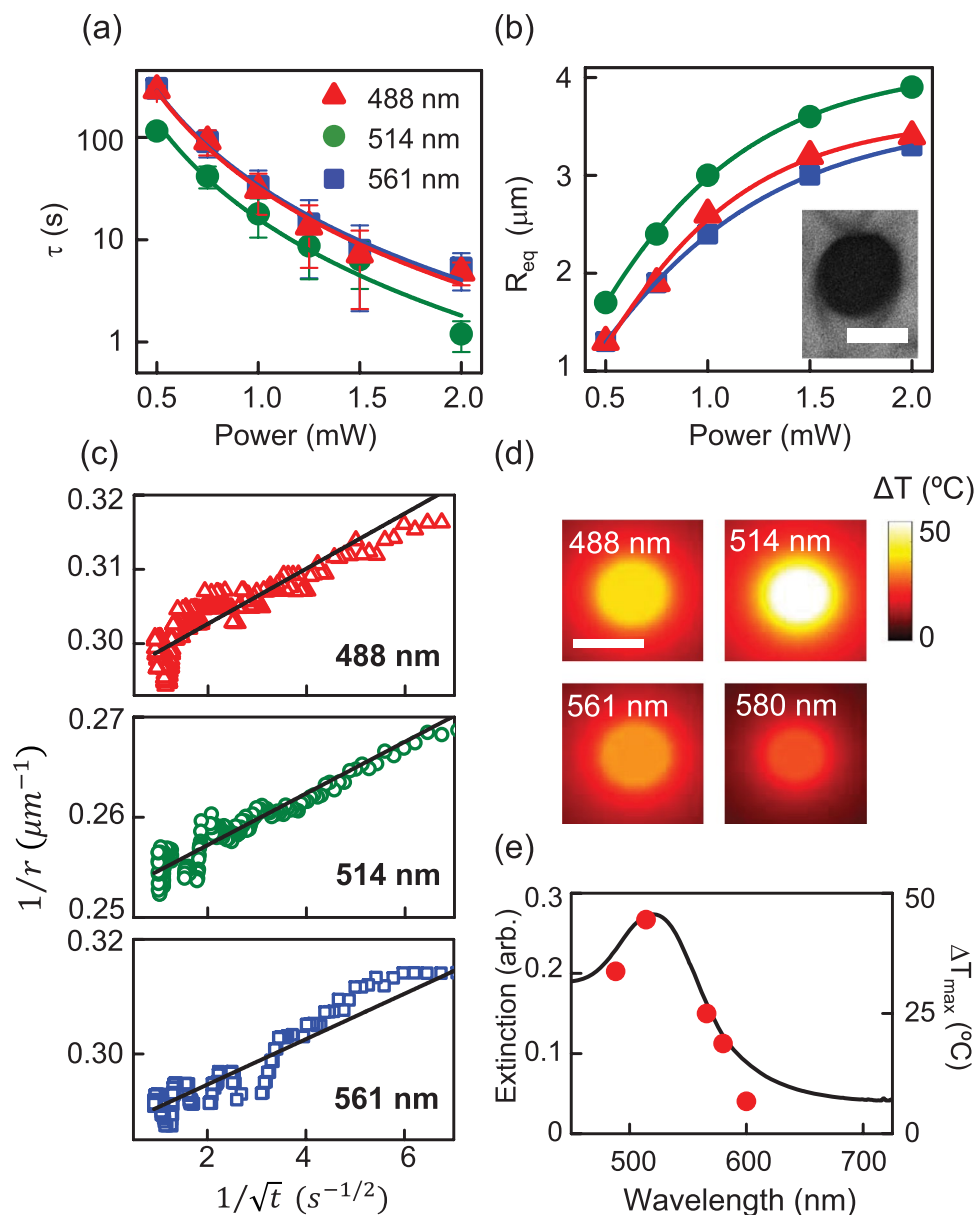 (a)
100
10
1
τ (s)
488 nm
514 nm
561 nm
0.5 1.0 1.5 2.0
Power (mW)
(b)
4
3
2
1
R_eq (μm)
0.5 1.0 1.5 2.0
Power (mW)
(c)
0.32
0.31
0.30
488 nm
0.27
0.26
0.25
514 nm
0.32
0.30
561 nm
1/r (μm⁻¹)
2 4 6
1/√t (s⁻¹/²)
(d)
ΔT (ºC)
488 nm 514 nm
50
0
561 nm 580 nm
(e)
0.3
0.2
0.1
0
Extinction (arb.)
50
25
0
ΔT_max (ºC)
500 600 700
Wavelength (nm)